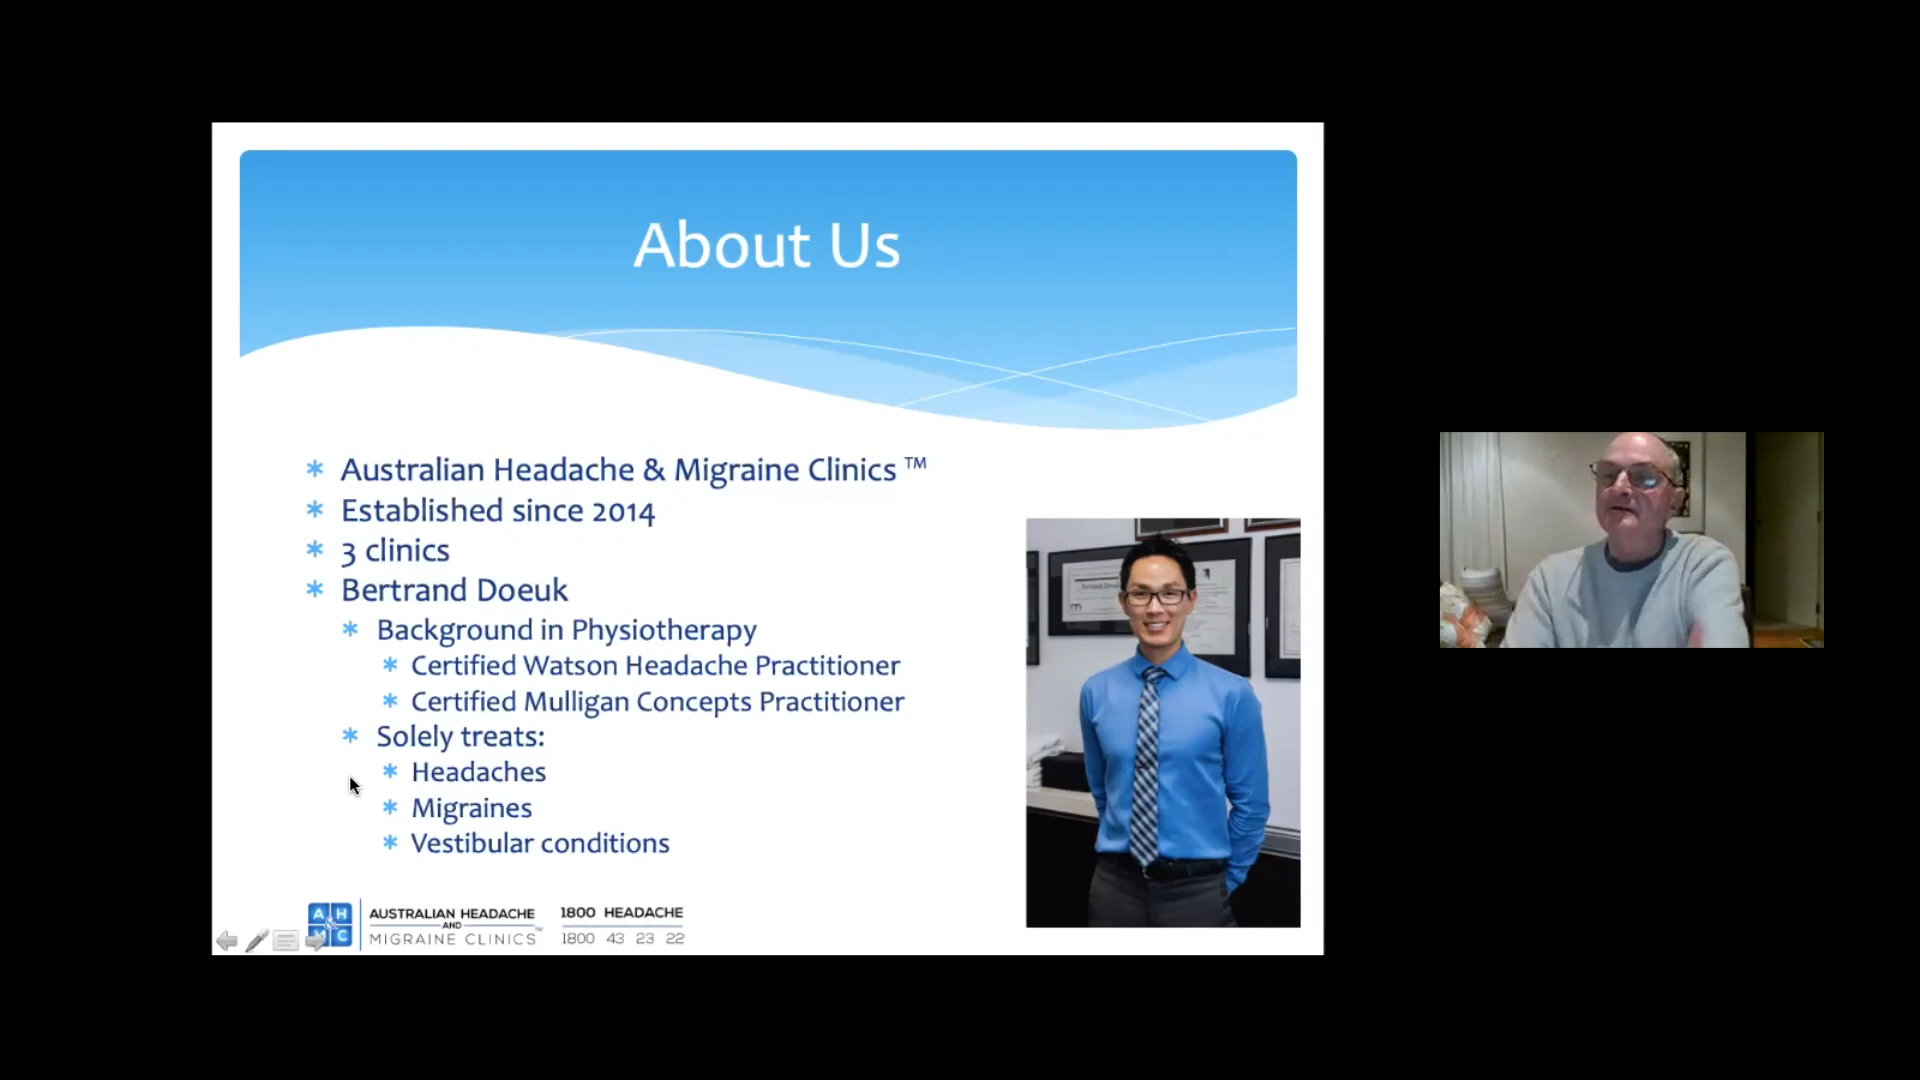 About Us
Australian Headache & Migraine Clinics ™
Established since 2014
3 clinics
Bertrand Doeuk
Background in Physiotherapy
Certified Watson Headache Practitioner
Certified Mulligan Concepts Practitioner
Solely treats:
Headaches
Migraines
Vestibular conditions
A H
M C
AUSTRALIAN HEADACHE
AND
MIGRAINE CLINICS™
1800 HEADACHE
1800 43 23 22